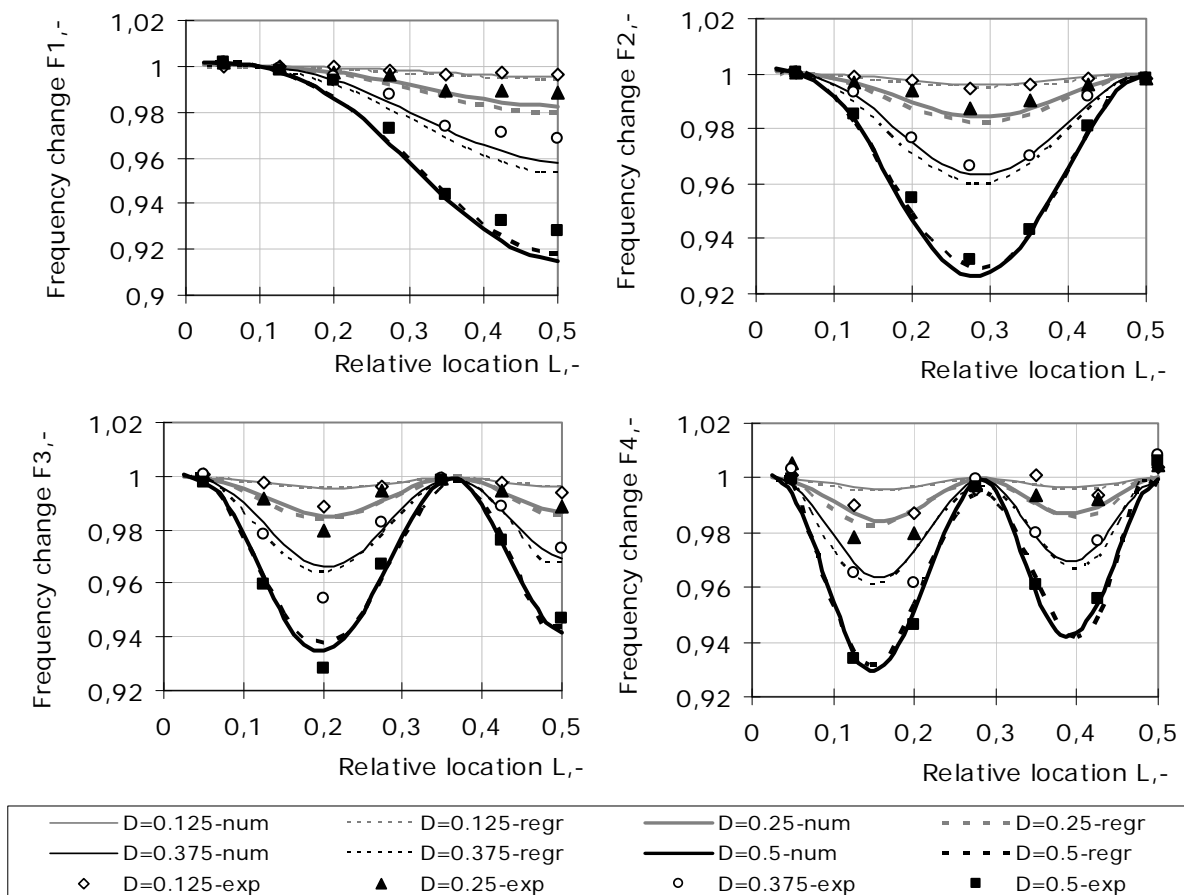 Frequency change F1,-
1,02
1
0,98
0,96
0,94
0,92
0,9
0 0,1 0,2 0,3 0,4 0,5
Relative location L,-
Frequency change F2,-
1,02
1
0,98
0,96
0,94
0,92
0 0,1 0,2 0,3 0,4 0,5
Relative location L,-
Frequency change F3,-
1,02
1
0,98
0,96
0,94
0,92
0 0,1 0,2 0,3 0,4 0,5
Relative location L,-
Frequency change F4,-
1,02
1
0,98
0,96
0,94
0,92
0 0,1 0,2 0,3 0,4 0,5
Relative location L,-
D=0.125-num D=0.125-regr D=0.25-num D=0.25-regr
D=0.375-num D=0.375-regr D=0.5-num D=0.5-regr
D=0.125-exp D=0.25-exp D=0.375-exp D=0.5-exp